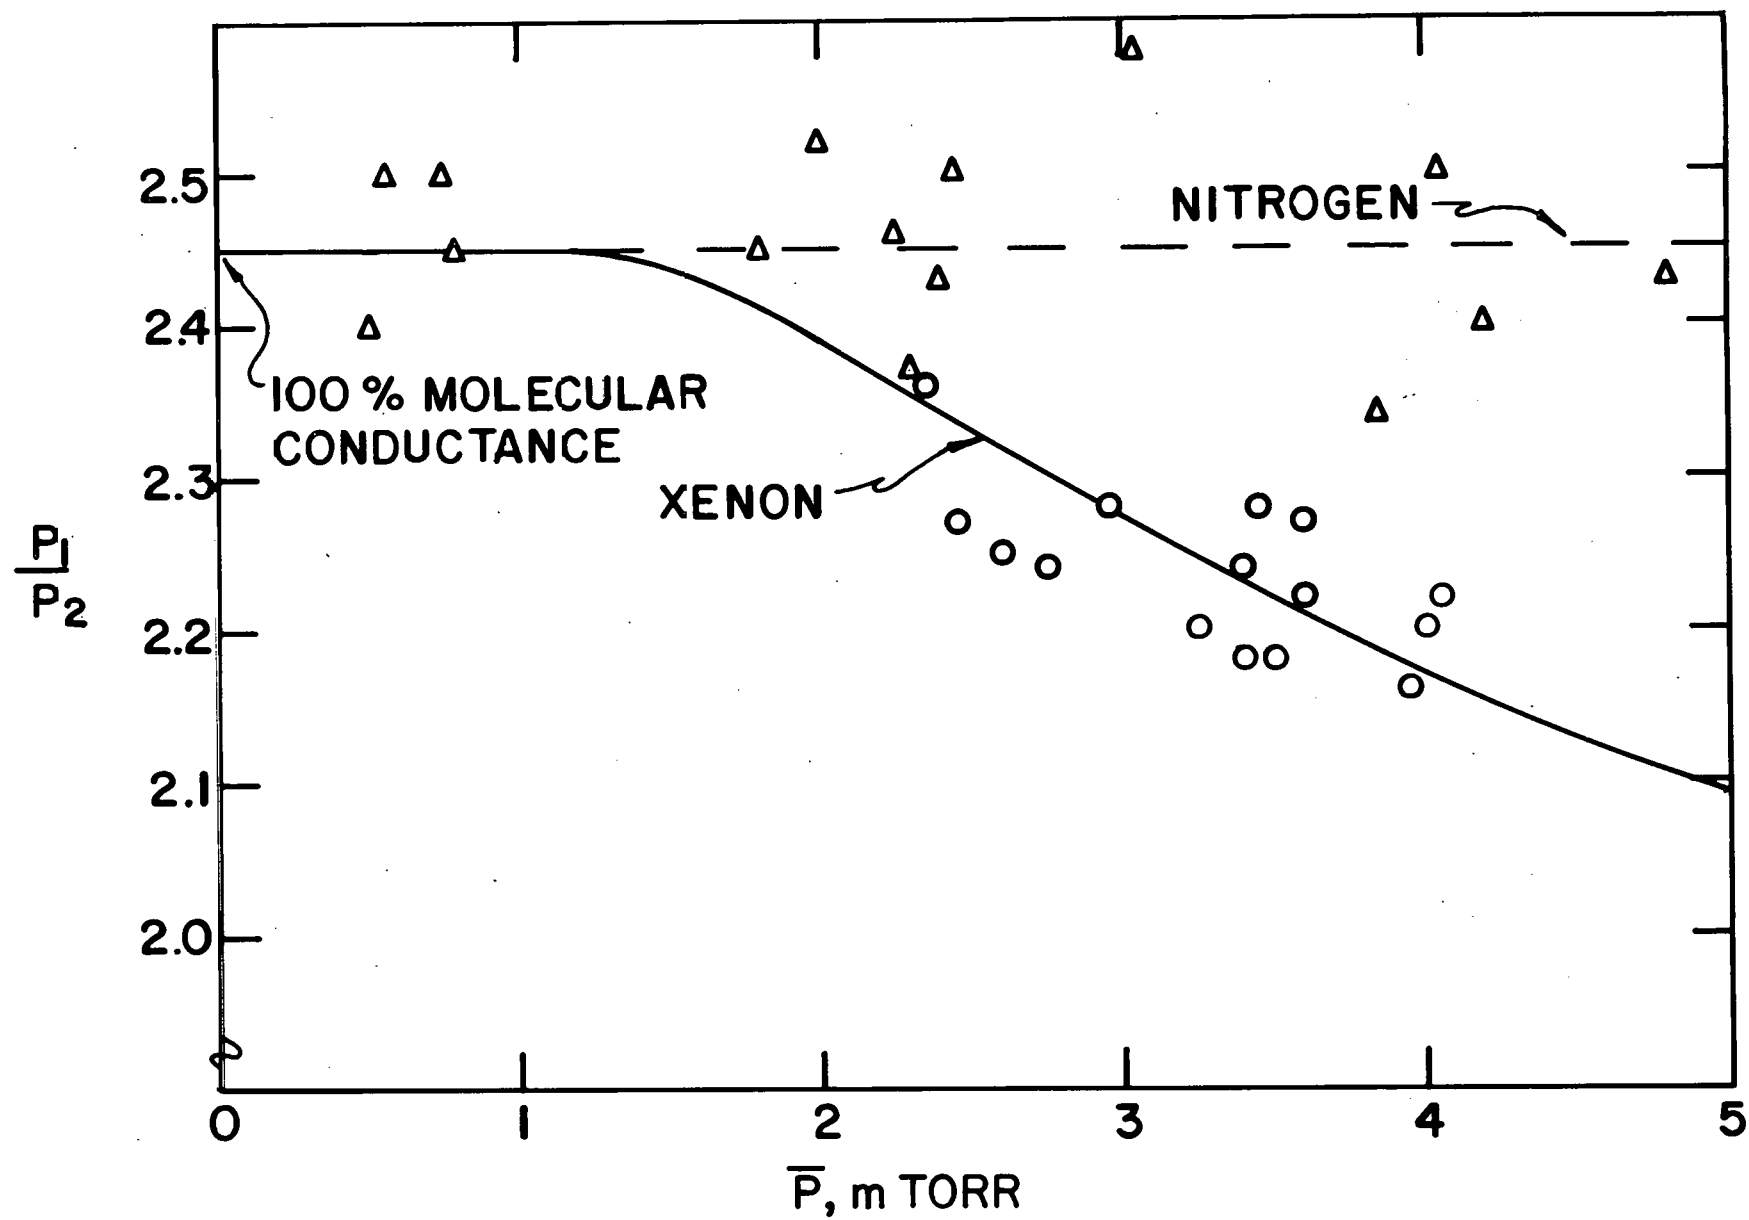 2.5
2.4
2.3
2.2
2.1
2.0
P1
P2
NITROGEN
100 % MOLECULAR
CONDUCTANCE
XENON
0 1 2 3 4 5
P̅, m TORR